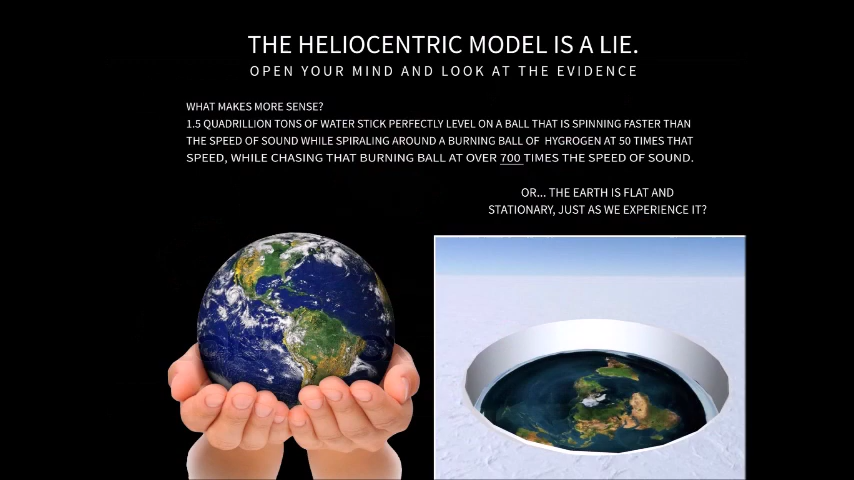 THE HELIOCENTRIC MODEL IS A LIE.
OPEN YOUR MIND AND LOOK AT THE EVIDENCE
WHAT MAKES MORE SENSE?
1.5 QUADRILLION TONS OF WATER STICK PERFECTLY LEVEL ON A BALL THAT IS SPINNING FASTER THAN
THE SPEED OF SOUND WHILE SPIRALING AROUND A BURNING BALL OF HYGROGEN AT 50 TIMES THAT
SPEED, WHILE CHASING THAT BURNING BALL AT OVER 700 TIMES THE SPEED OF SOUND.
OR... THE EARTH IS FLAT AND
STATIONARY, JUST AS WE EXPERIENCE IT?